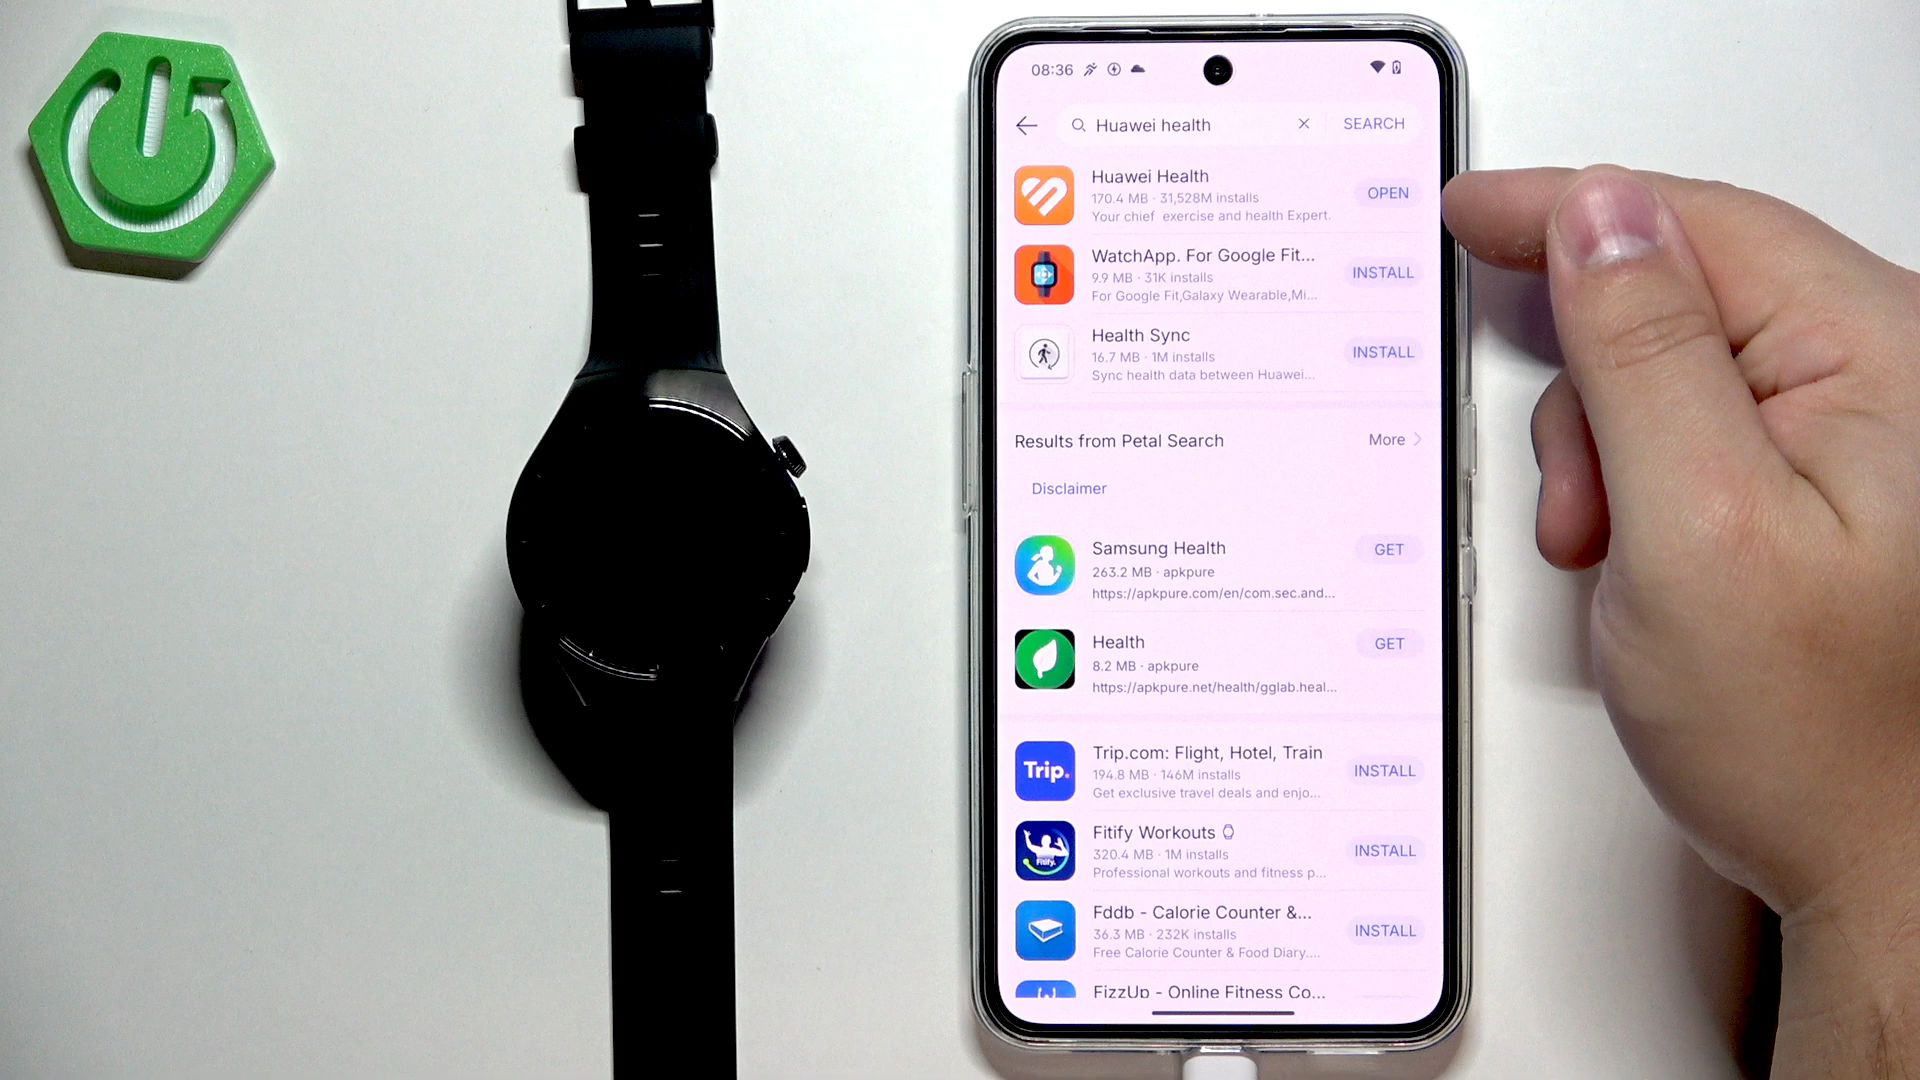 08:36
Huawei health
SEARCH
Huawei Health
170.4 MB · 31,528M installs
Your chief exercise and health Expert.
OPEN
WatchApp. For Google Fit...
9.9 MB · 31K installs
For Google Fit,Galaxy Wearable,Mi...
INSTALL
Health Sync
16.7 MB · 1M installs
Sync health data between Huawei...
INSTALL
Results from Petal Search
More
Disclaimer
Samsung Health
263.2 MB · apkpure
https://apkpure.com/en/com.sec.and...
GET
Health
8.2 MB · apkpure
https://apkpure.net/health/gglab.heal...
GET
Trip.
Trip.com: Flight, Hotel, Train
194.8 MB · 146M installs
Get exclusive travel deals and enjo...
INSTALL
Fitify.
Fitify Workouts
320.4 MB · 1M installs
Professional workouts and fitness p...
INSTALL
Fddb - Calorie Counter &...
36.3 MB · 232K installs
Free Calorie Counter & Food Diary....
INSTALL
FizzUp - Online Fitness Co...